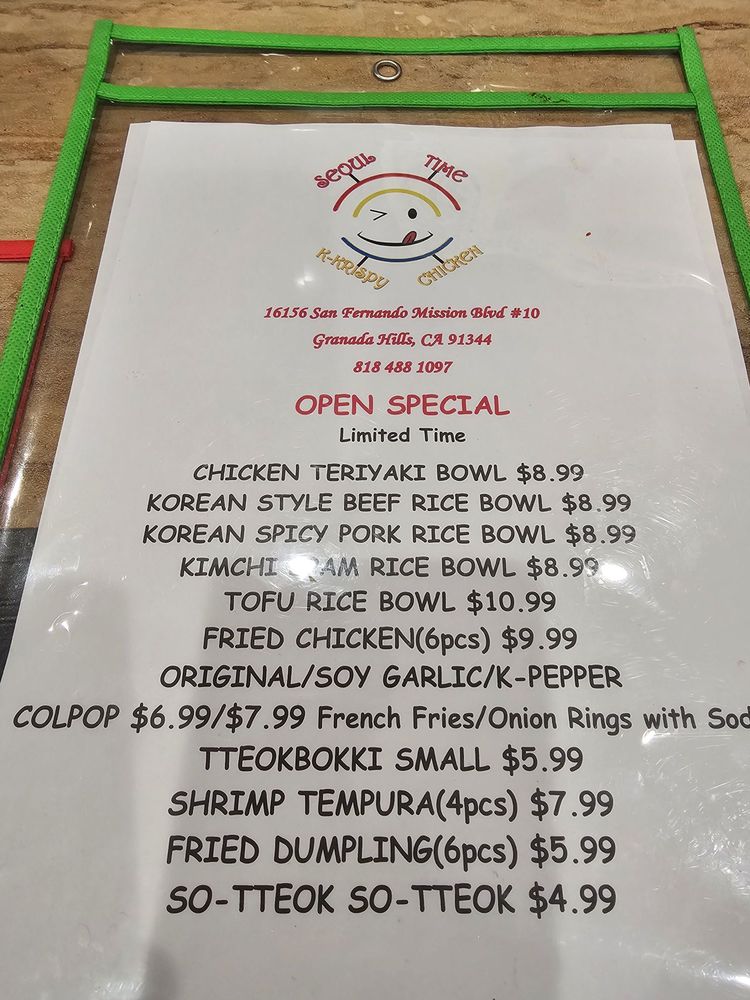 SEOUL TIME
K-KRISPY CHICKEN
16156 San Fernando Mission Blvd #10
Granada Hills, CA 91344
818 488 1097
OPEN SPECIAL
Limited Time
CHICKEN TERIYAKI BOWL $8.99
KOREAN STYLE BEEF RICE BOWL $8.99
KOREAN SPICY PORK RICE BOWL $8.99
KIMCHI RICE BOWL $8.99
TOFU RICE BOWL $10.99
FRIED CHICKEN(6pcs) $9.99
ORIGINAL/SOY GARLIC/K-PEPPER
COLPOP $6.99/$7.99 French Fries/Onion Rings with Sod
TTEOKBOKKI SMALL $5.99
SHRIMP TEMPURA(4pcs) $7.99
FRIED DUMPLING(6pcs) $5.99
SO-TTEOK SO-TTEOK $4.99